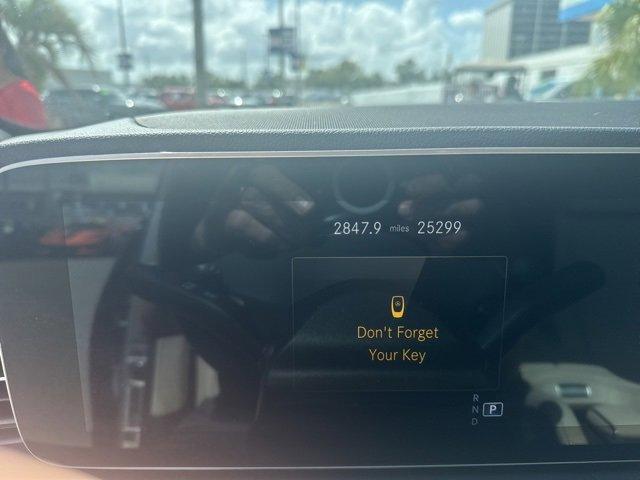 2847.9 miles 25299
Don't Forget
Your Key
R
N P
D